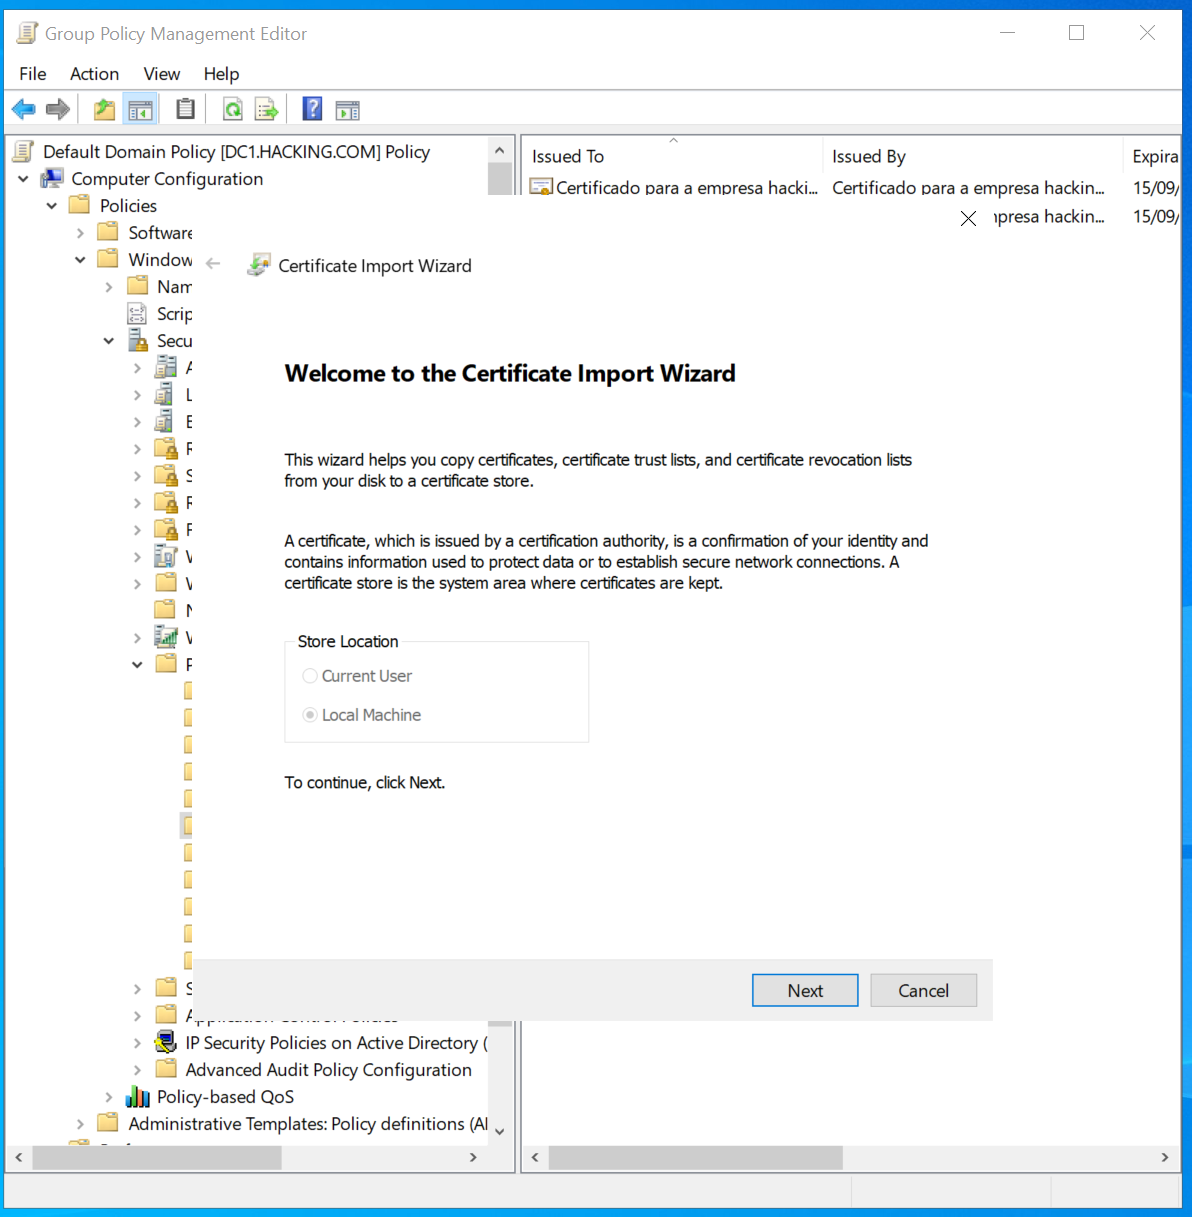 Group Policy Management Editor
File Action View Help
Default Domain Policy [DC1.HACKING.COM] Policy
Computer Configuration
Policies
Software
Window
Nam
Scrip
Secu
A
L
E
R
S
R
F
V
V
N
V
P
S
IP Security Policies on Active Directory (
Advanced Audit Policy Configuration
Policy-based QoS
Administrative Templates: Policy definitions (A
Issued To Issued By Expira
Certificado para a empresa hacki... Certificado para a empresa hackin... 15/09/
presa hackin... 15/09/
Certificate Import Wizard
Welcome to the Certificate Import Wizard
This wizard helps you copy certificates, certificate trust lists, and certificate revocation lists
from your disk to a certificate store.
A certificate, which is issued by a certification authority, is a confirmation of your identity and
contains information used to protect data or to establish secure network connections. A
certificate store is the system area where certificates are kept.
Store Location
Current User
Local Machine
To continue, click Next.
Next Cancel